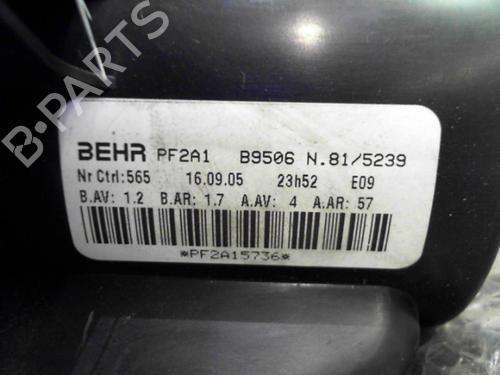 B-PARTS
BEHR PF2A1 B9506 N.81/5239
Nr Ctrl:565 16.09.05 23h52 E09
B.AV: 1.2 B.AR: 1.7 A.AV: 4 A.AR: 57
*PF2A15736*